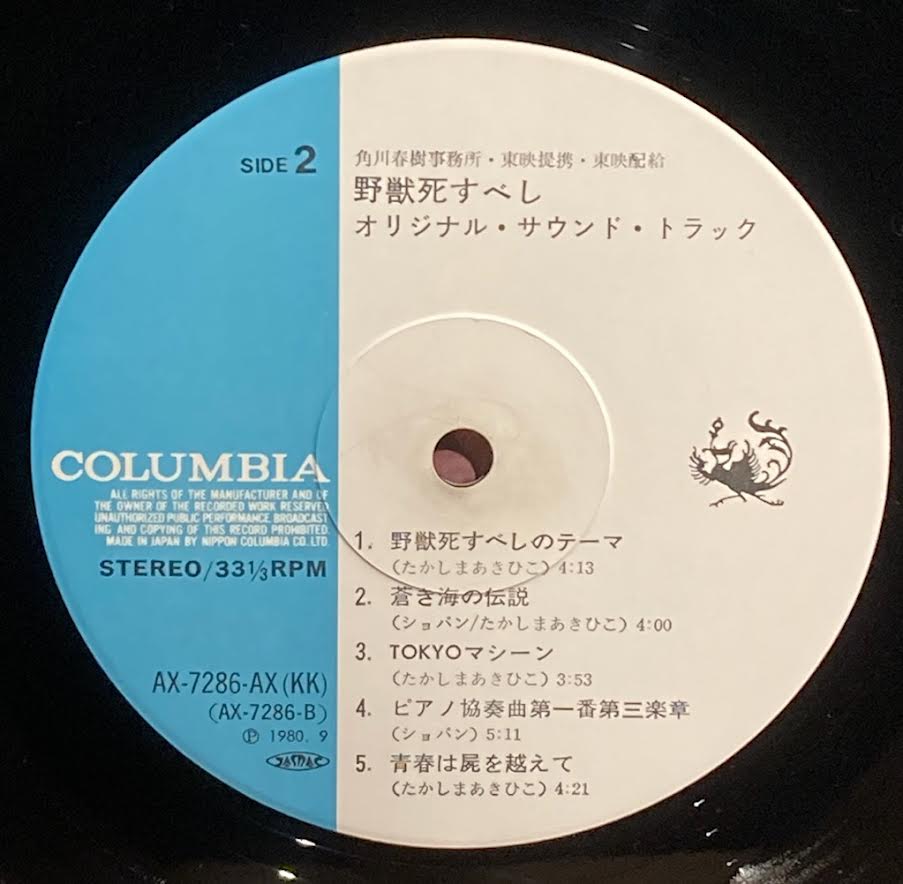 SIDE 2
角川春樹事務所・東映提携・東映配給
野獣死すべし
オリジナル・サウンド・トラック
COLUMBIA
ALL RIGHTS OF THE MANUFACTURER AND OF
THE OWNER OF THE RECORDED WORK RESERVED
UNAUTHORIZED PUBLIC PERFORMANCE BROADCAST
ING AND COPYING OF THIS RECORD PROHIBITED.
MADE IN JAPAN BY NIPPON COLUMBIA CO. LTD.
STEREO/33⅓RPM
AX-7286-AX(KK)
(AX-7286-B)
Ⓟ 1980. 9
JASRAC
1. 野獣死すべしのテーマ
(たかしまあきひこ) 4:13
2. 蒼き海の伝説
(ショパン/たかしまあきひこ) 4:00
3. TOKYOマシーン
(たかしまあきひこ) 3:53
4. ピアノ協奏曲第一番第三楽章
(ショパン) 5:11
5. 青春は屍を越えて
(たかしまあきひこ) 4:21